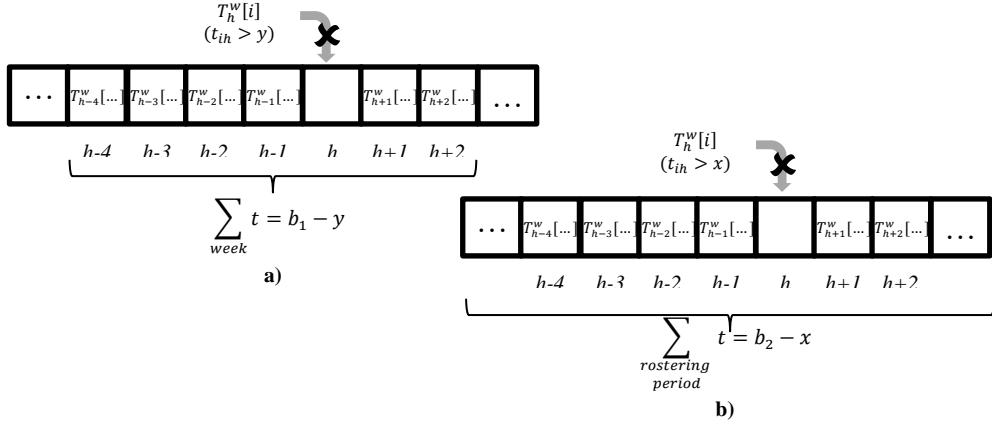 T_h^w[i]
(t_ih > y)
... T_{h-4}^w[...] T_{h-3}^w[...] T_{h-2}^w[...] T_{h-1}^w[...] T_{h+1}^w[...] T_{h+2}^w[...] ...
h-4 h-3 h-2 h-1 h h+1 h+2
∑ t = b_1 − y
week
a)
T_h^w[i]
(t_ih > x)
... T_{h-4}^w[...] T_{h-3}^w[...] T_{h-2}^w[...] T_{h-1}^w[...] T_{h+1}^w[...] T_{h+2}^w[...] ...
h-4 h-3 h-2 h-1 h h+1 h+2
∑ t = b_2 − x
rostering
period
b)